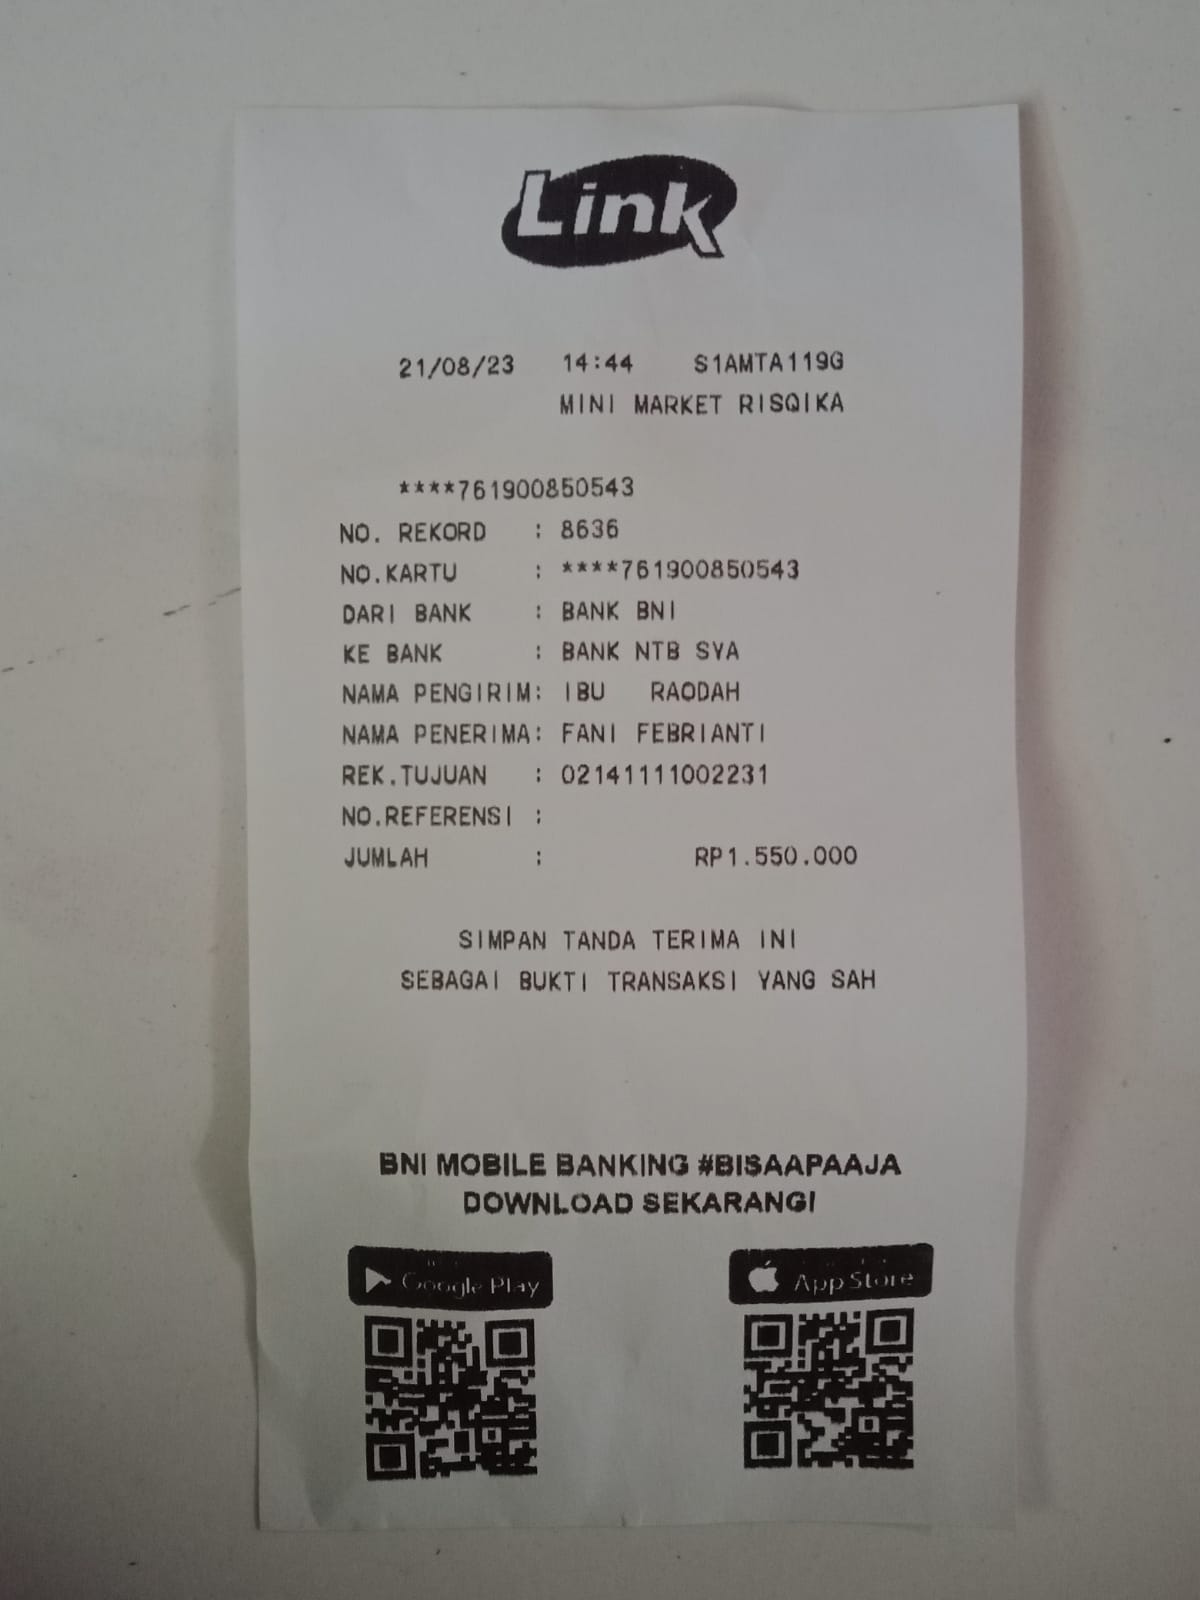 Link
21/08/23 14:44 S1AMTA119G
MINI MARKET RISQIKA
****761900850543
NO. REKORD : 8636
NO.KARTU : ****761900850543
DARI BANK : BANK BNI
KE BANK : BANK NTB SYA
NAMA PENGIRIM: IBU RAODAH
NAMA PENERIMA: FANI FEBRIANTI
REK.TUJUAN : 02141111002231
NO.REFERENSI :
JUMLAH : RP1.550.000
SIMPAN TANDA TERIMA INI
SEBAGAI BUKTI TRANSAKSI YANG SAH
BNI MOBILE BANKING #BISAAPAAJA
DOWNLOAD SEKARANG!
Google Play
App Store